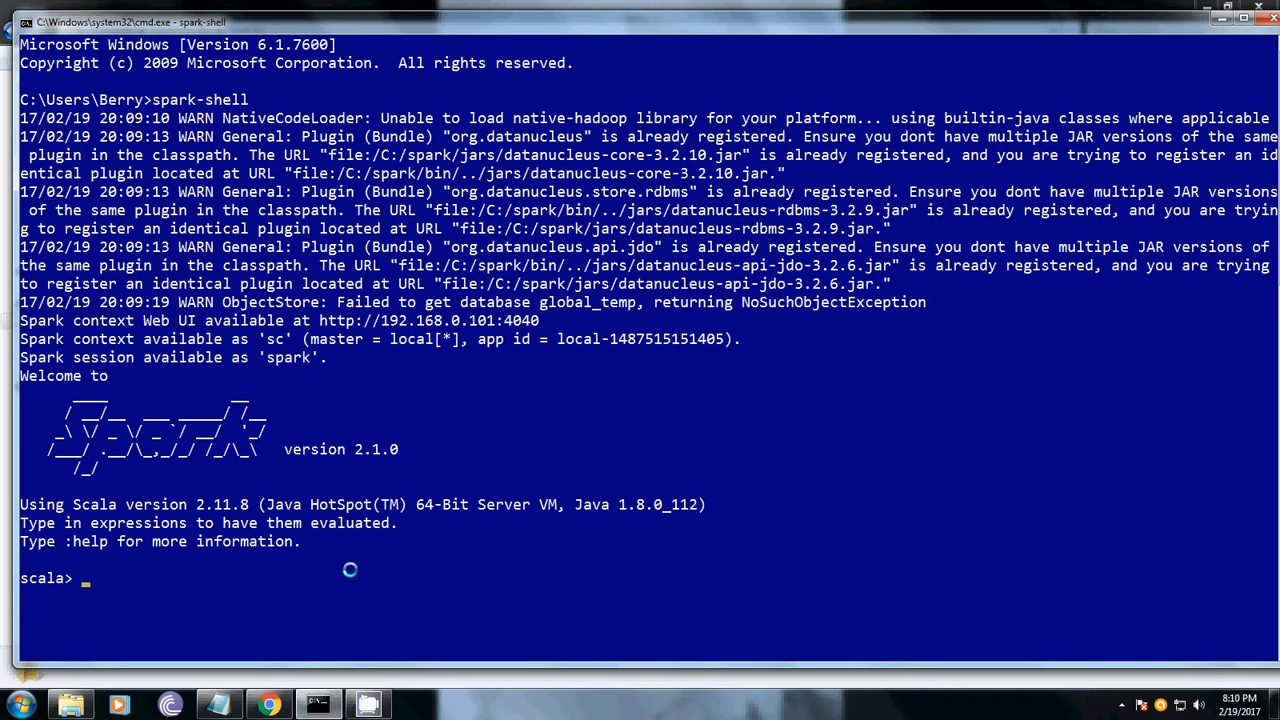 C:\Windows\system32\cmd.exe - spark-shell
Microsoft Windows [Version 6.1.7600]
Copyright (c) 2009 Microsoft Corporation.  All rights reserved.
C:\Users\Berry>spark-shell
17/02/19 20:09:10 WARN NativeCodeLoader: Unable to load native-hadoop library for your platform... using builtin-java classes where applicable
17/02/19 20:09:13 WARN General: Plugin (Bundle) "org.datanucleus" is already registered. Ensure you dont have multiple JAR versions of the same
 plugin in the classpath. The URL "file:/C:/spark/jars/datanucleus-core-3.2.10.jar" is already registered, and you are trying to register an id
entical plugin located at URL "file:/C:/spark/bin/../jars/datanucleus-core-3.2.10.jar."
17/02/19 20:09:13 WARN General: Plugin (Bundle) "org.datanucleus.store.rdbms" is already registered. Ensure you dont have multiple JAR versions
 of the same plugin in the classpath. The URL "file:/C:/spark/bin/../jars/datanucleus-rdbms-3.2.9.jar" is already registered, and you are tryin
g to register an identical plugin located at URL "file:/C:/spark/jars/datanucleus-rdbms-3.2.9.jar."
17/02/19 20:09:13 WARN General: Plugin (Bundle) "org.datanucleus.api.jdo" is already registered. Ensure you dont have multiple JAR versions of
the same plugin in the classpath. The URL "file:/C:/spark/bin/../jars/datanucleus-api-jdo-3.2.6.jar" is already registered, and you are trying
to register an identical plugin located at URL "file:/C:/spark/jars/datanucleus-api-jdo-3.2.6.jar."
17/02/19 20:09:19 WARN ObjectStore: Failed to get database global_temp, returning NoSuchObjectException
Spark context Web UI available at http://192.168.0.101:4040
Spark context available as 'sc' (master = local[*], app id = local-1487515151405).
Spark session available as 'spark'.
Welcome to
Spark version 2.1.0
Using Scala version 2.11.8 (Java HotSpot(TM) 64-Bit Server VM, Java 1.8.0_112)
Type in expressions to have them evaluated.
Type :help for more information.
scala> _
8:10 PM
2/19/2017